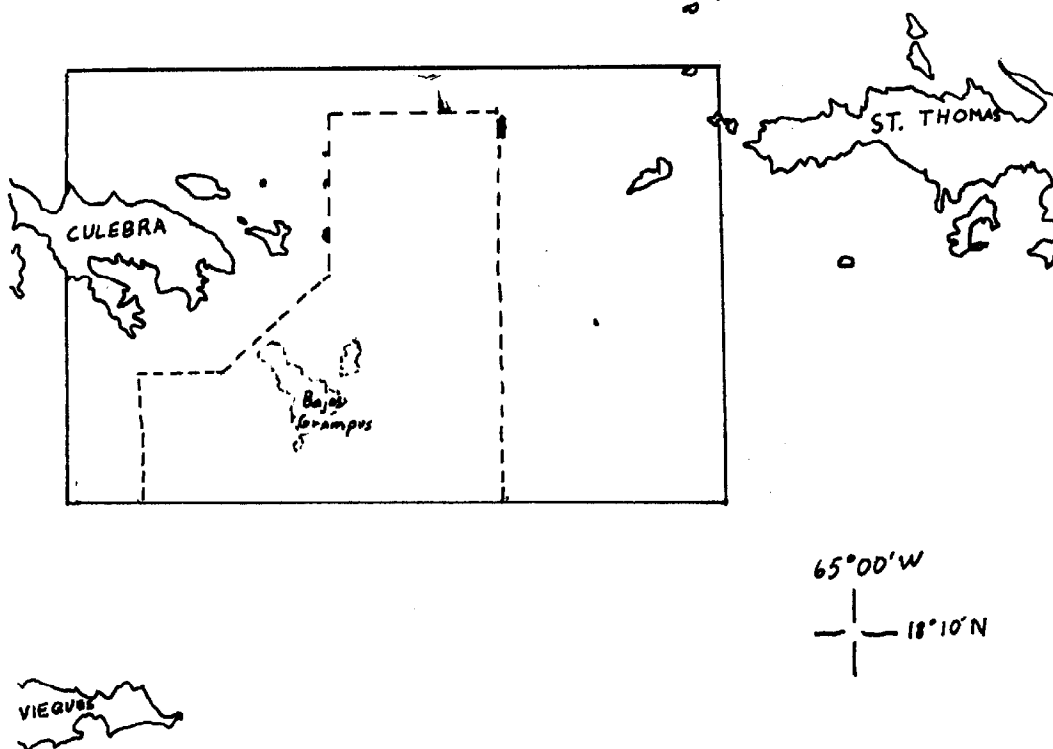 ST. THOMAS
CULEBRA
Bajos
Grampus
65°00'W
18°10'N
VIEQUES